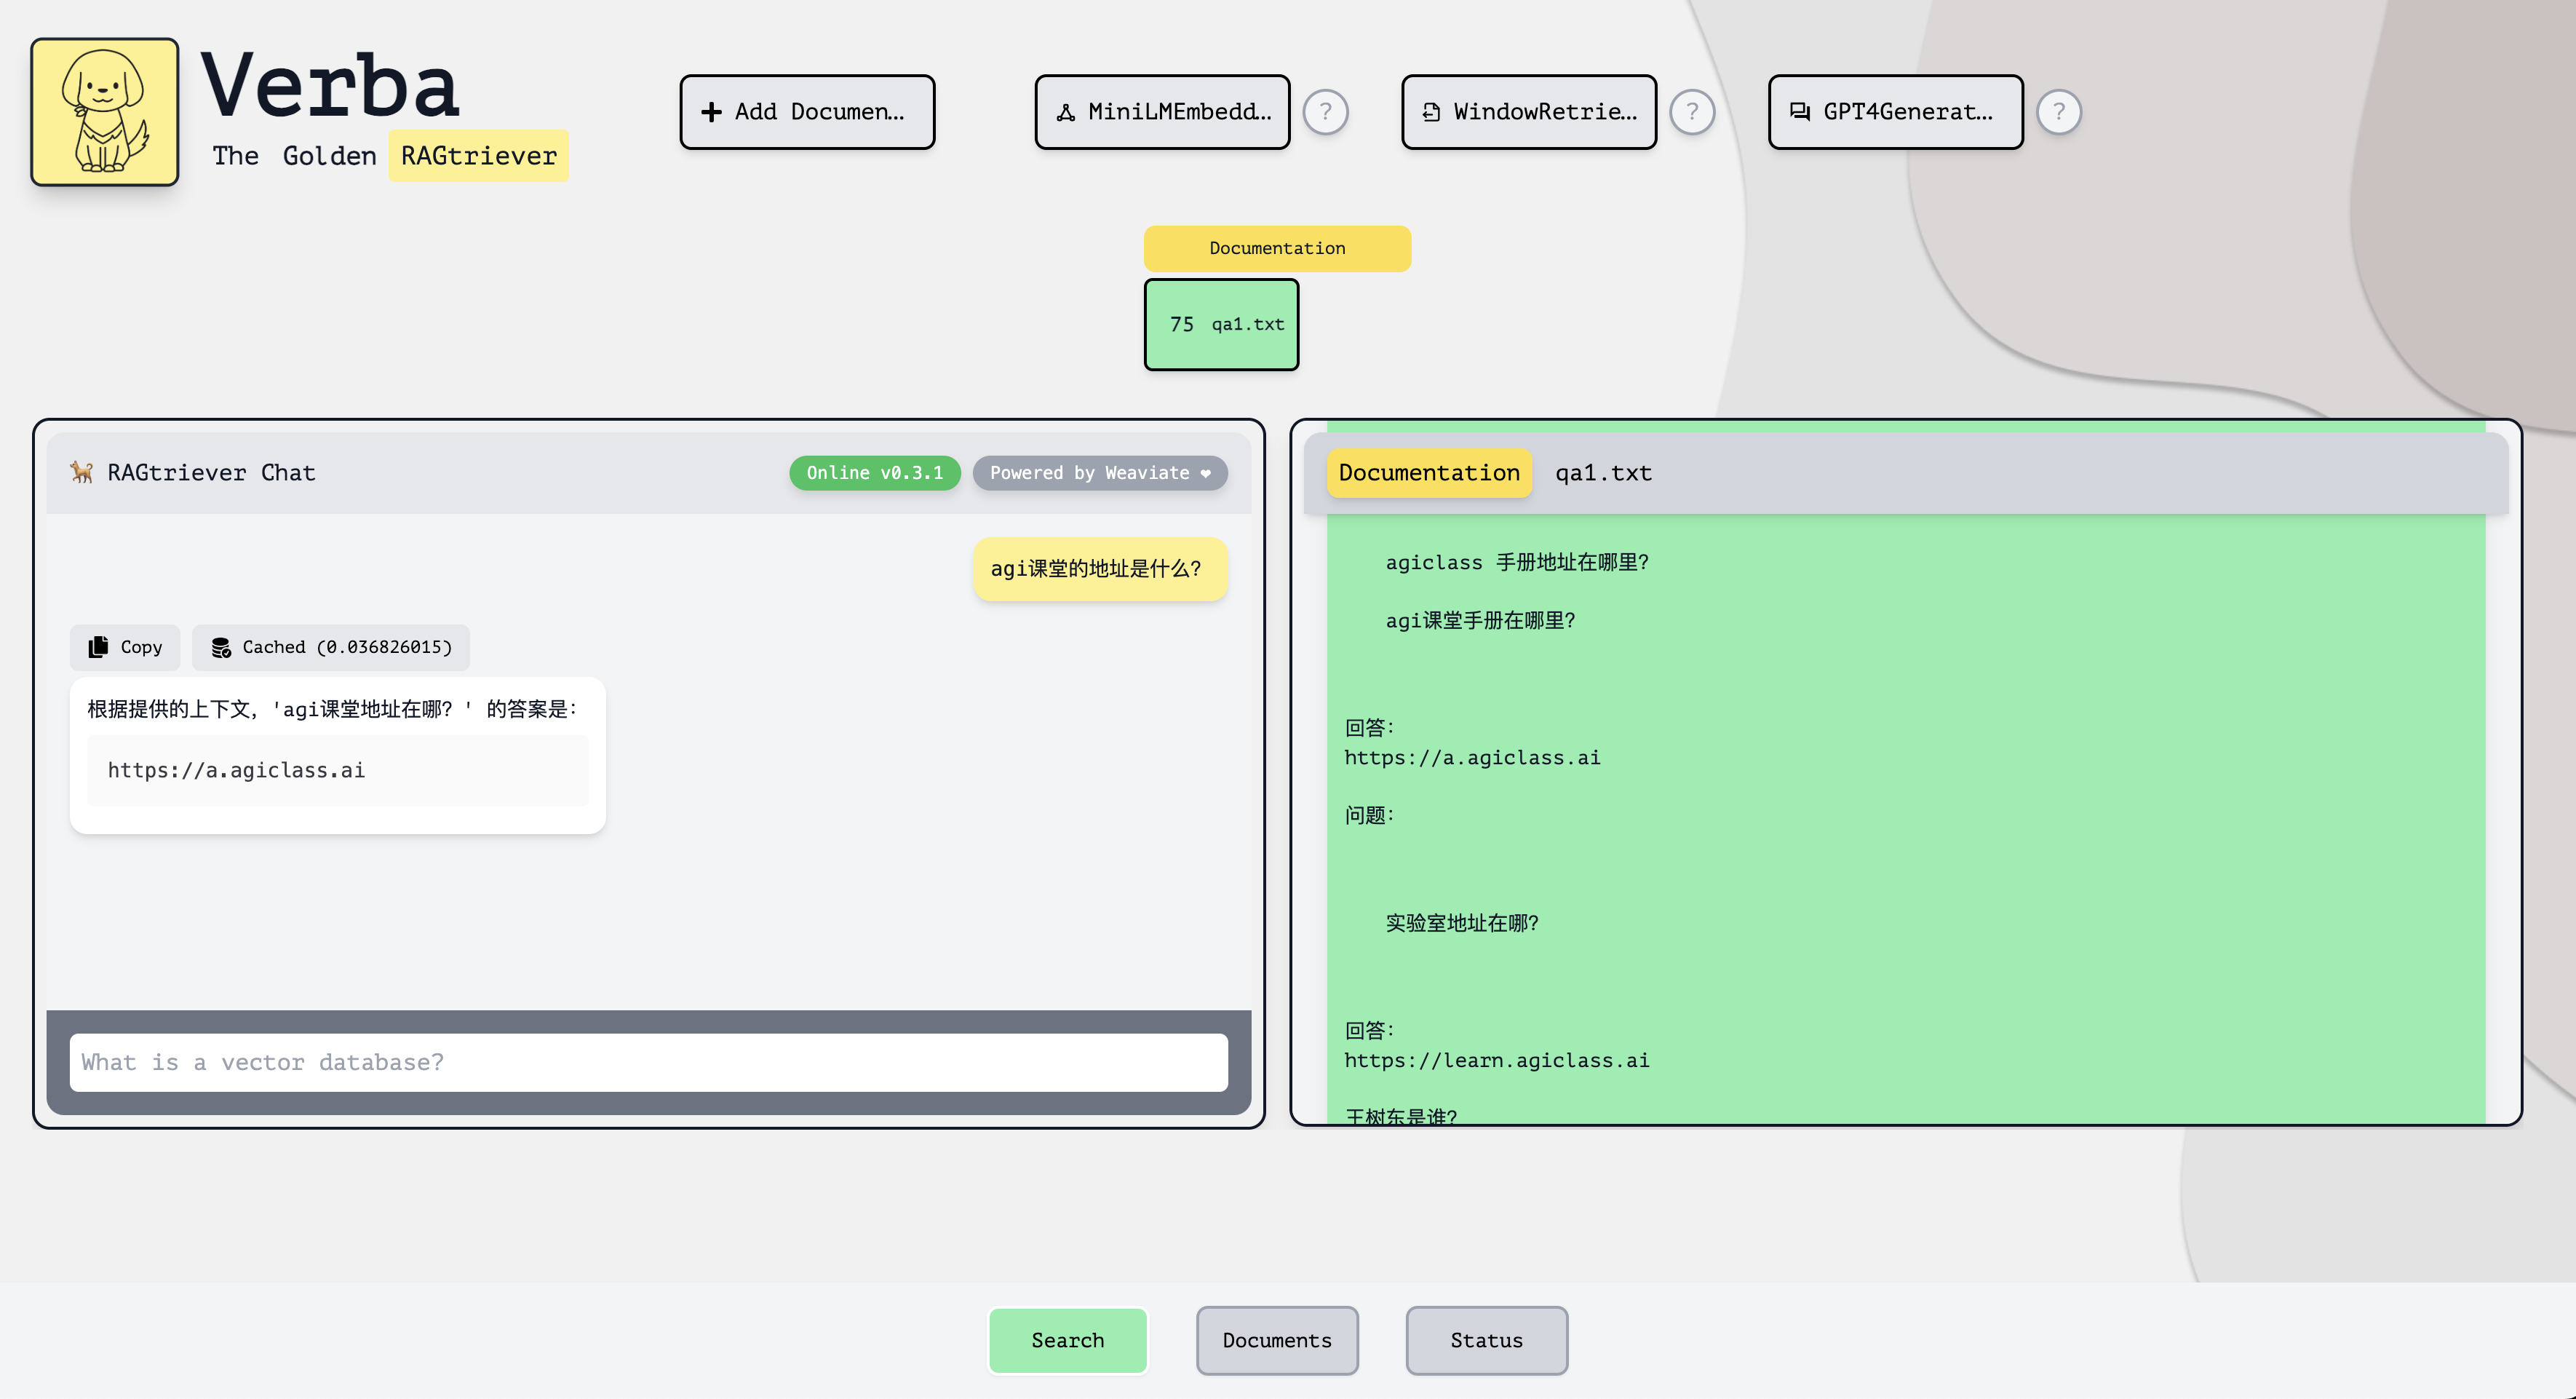 Verba
The Golden RAGtriever
Add Documen...
MiniLMEmbedd...
?
WindowRetrie...
?
GPT4Generat...
?
Documentation
75 qa1.txt
RAGtriever Chat
Online v0.3.1
Powered by Weaviate ❤
agi课堂的地址是什么？
Copy
Cached (0.036826015)
根据提供的上下文，'agi课堂地址在哪？' 的答案是：
https://a.agiclass.ai
What is a vector database?
Documentation qa1.txt
agiclass 手册地址在哪里？
agi课堂手册在哪里？
回答：
https://a.agiclass.ai
问题：
实验室地址在哪？
回答：
https://learn.agiclass.ai
王树东是谁？
Search
Documents
Status